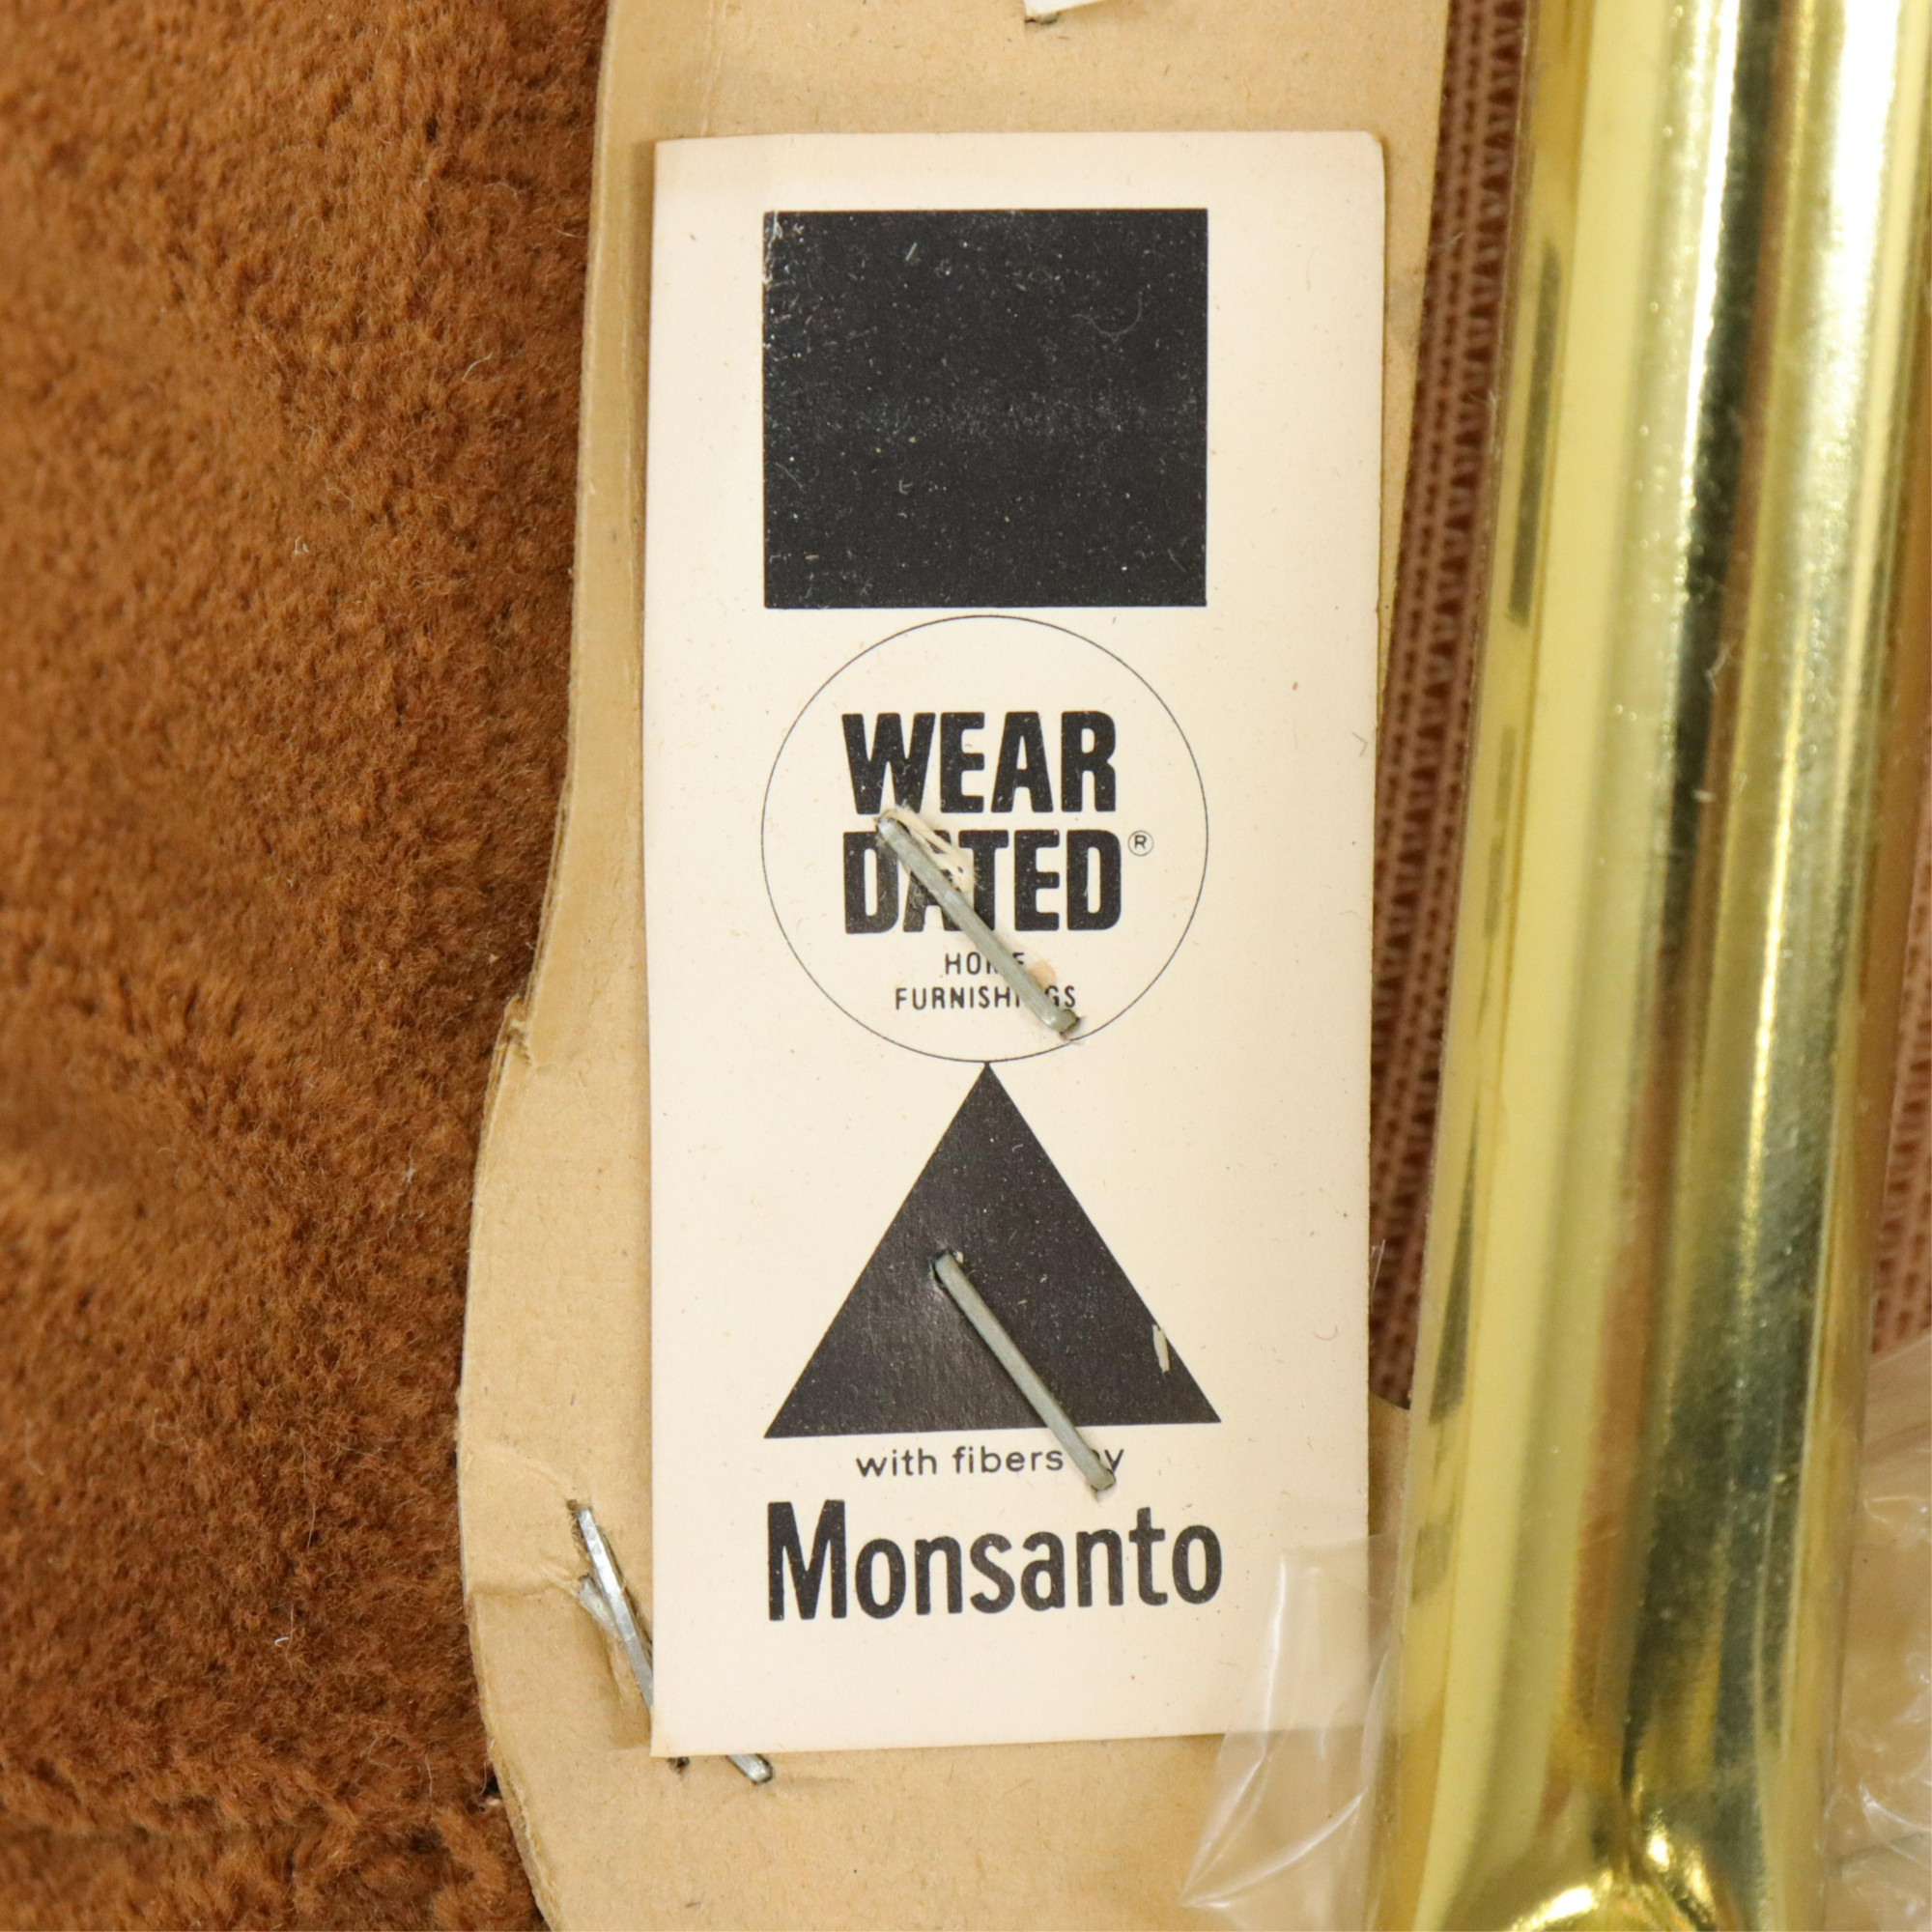 WEAR
DATED®
HOME
FURNISHINGS
with fibers by
Monsanto